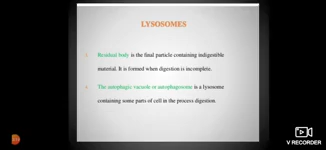 LYSOSOMES
Residual body is the final particle containing indigestible
material. It is formed when digestion is incomplete.
The autophagic vacuole or autophagosome is a lysosome
containing some parts of cell in the process digestion.
V RECORDER